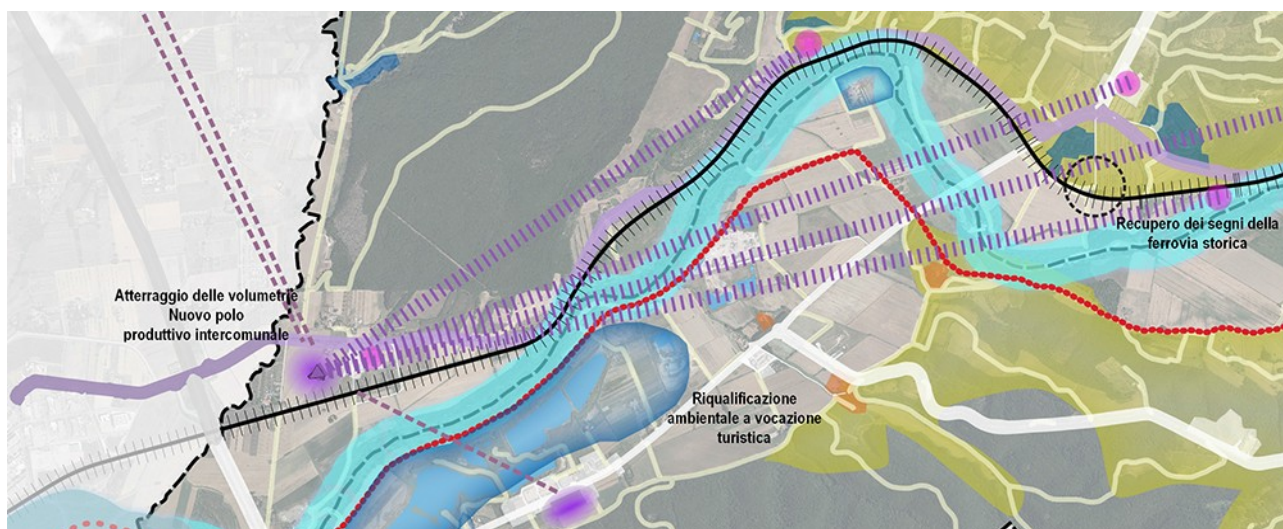 Recupero dei segni della
ferrovia storica
Atterraggio delle volumetrie
Nuovo polo
produttivo intercomunale
Riqualificazione
ambientale a vocazione
turistica